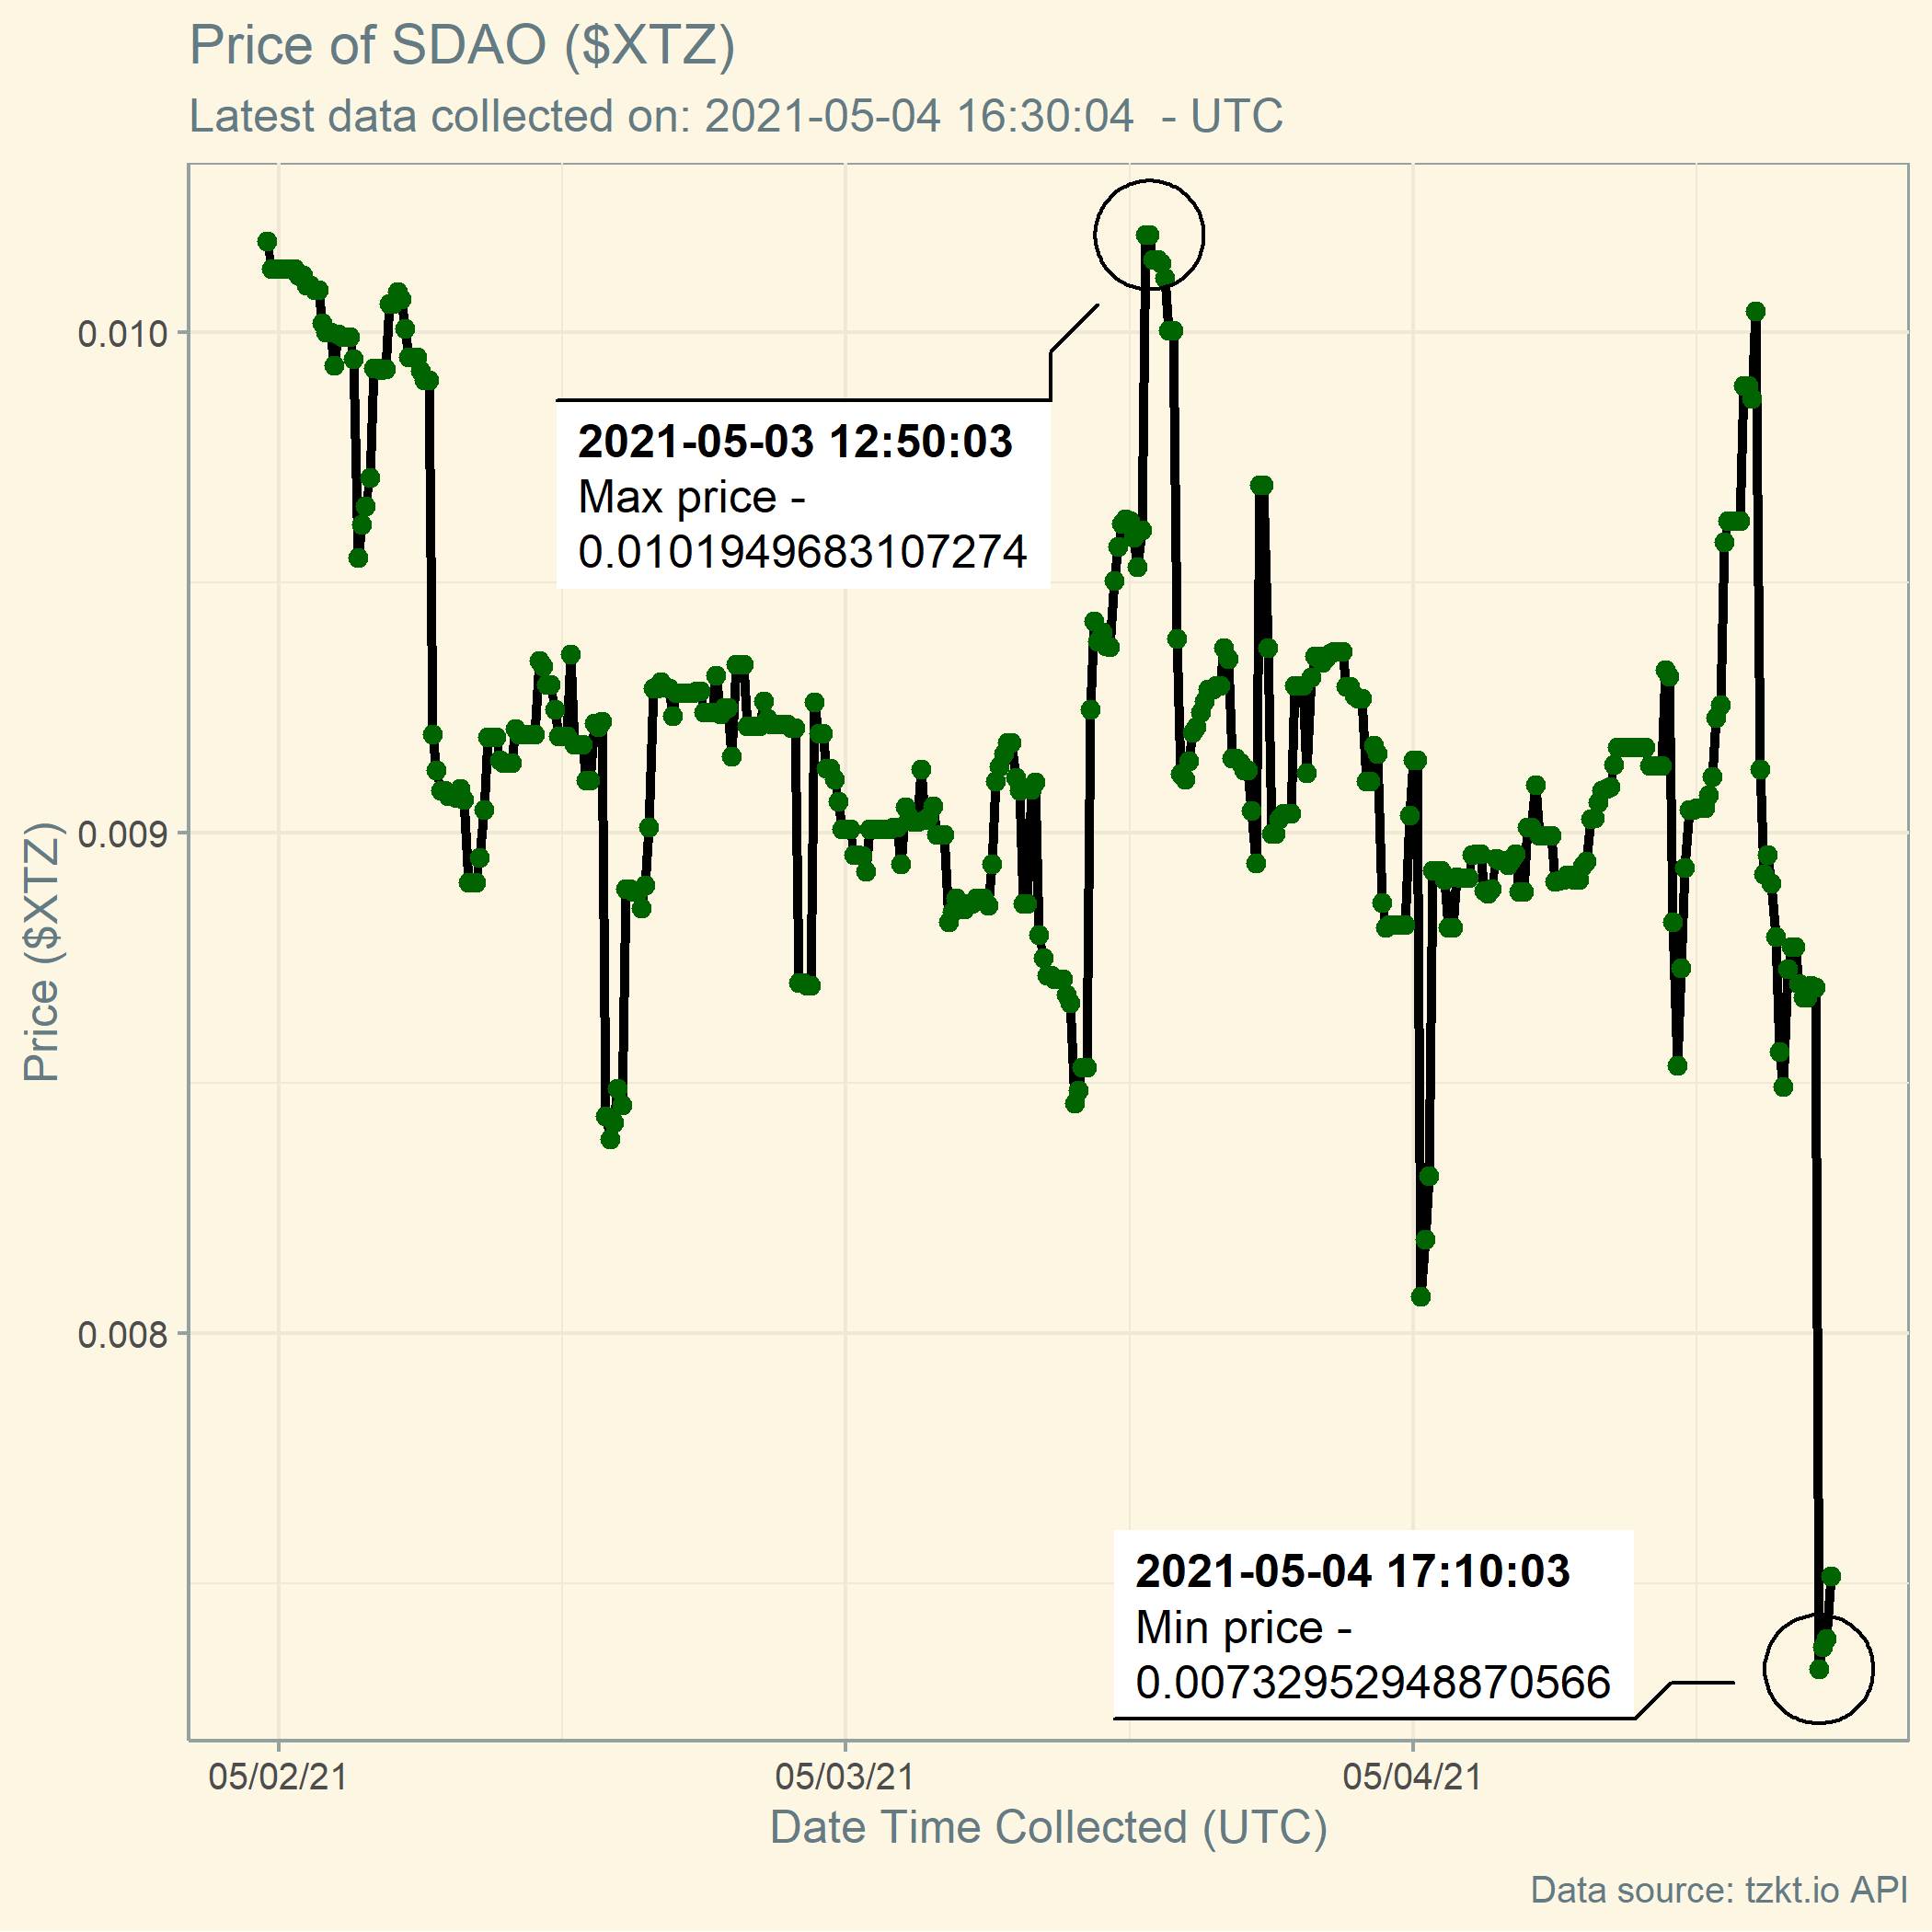 Price of SDAO ($XTZ)
Latest data collected on: 2021-05-04 16:30:04 - UTC
0.010
2021-05-03 12:50:03
Max price -
0.0101949683107274
Price ($XTZ)
0.009
0.008
2021-05-04 17:10:03
Min price -
0.00732952948870566
05/02/21
05/03/21
05/04/21
Date Time Collected (UTC)
Data source: tzkt.io API